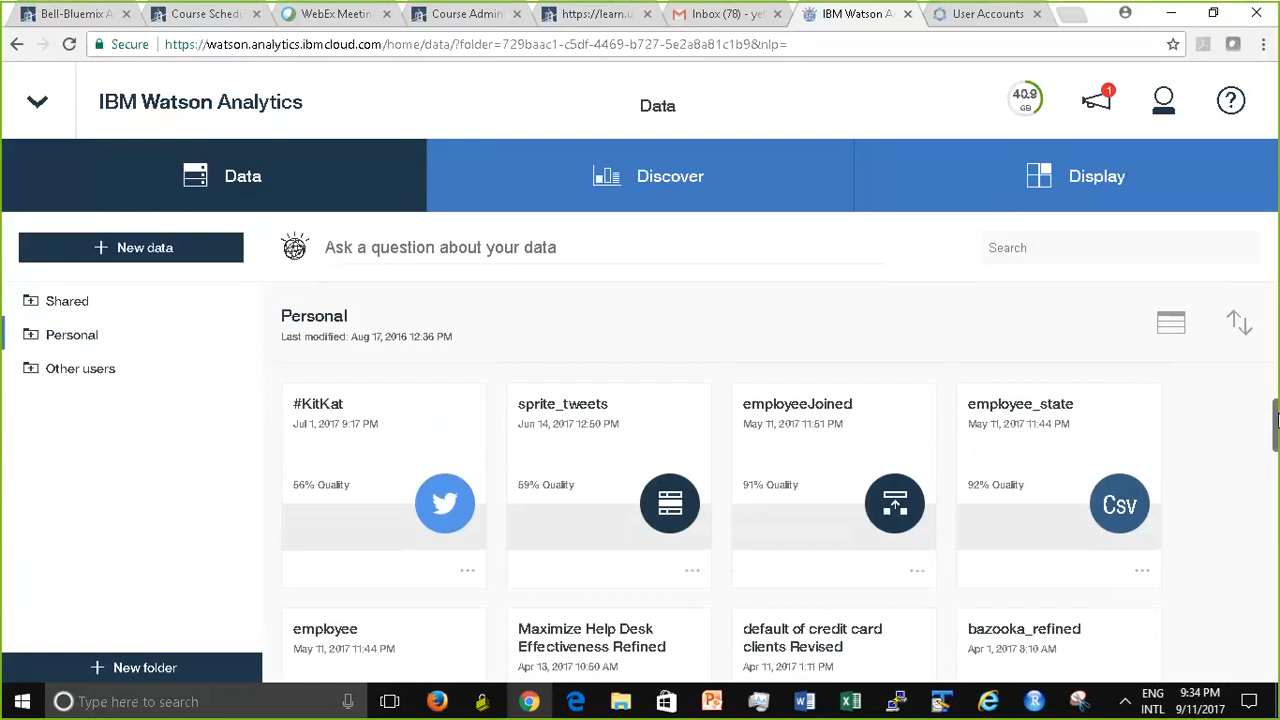 Bell-Bluemix A
Course Sched
WebEx Meetin
Course Admin
https://learn.u
Inbox (78) - ye
IBM Watson A
User Accounts
Secure
https://watson.analytics.ibmcloud.com/home/data/?folder=729baac1-c5df-4469-b727-5e2a8a81c1b9&nlp=
IBM Watson Analytics
Data
40.9
GB
1
?
Data
Discover
Display
+ New data
Ask a question about your data
Search
Shared
Personal
Other users
Personal
Last modified: Aug 17, 2016 12:36 PM
#KitKat
Jul 1, 2017 9:17 PM
56% Quality
sprite_tweets
Jun 14, 2017 12:50 PM
59% Quality
employeeJoined
May 11, 2017 11:51 PM
91% Quality
employee_state
May 11, 2017 11:44 PM
92% Quality
Csv
employee
May 11, 2017 11:44 PM
Maximize Help Desk
Effectiveness Refined
Apr 13, 2017 10:50 AM
default of credit card
clients Revised
Apr 11, 2017 1:11 PM
bazooka_refined
Apr 1, 2017 8:10 AM
+ New folder
Type here to search
ENG
INTL
9:34 PM
9/11/2017